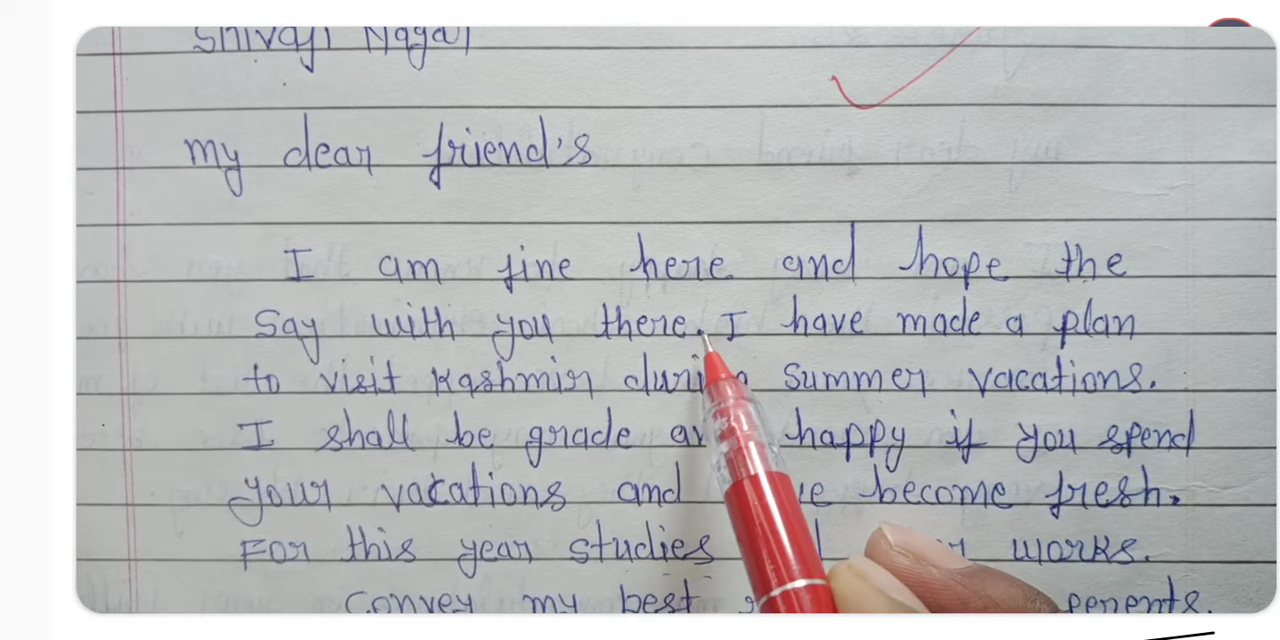 Shivaji Nagar
My dear friend's
I am fine here and hope the
Say with you there. I have made a plan
to visit Kashmir during summer vacations.
I shall be grade happy if you spend
your vacations and become fresh.
For this year studies works.
Convey my best